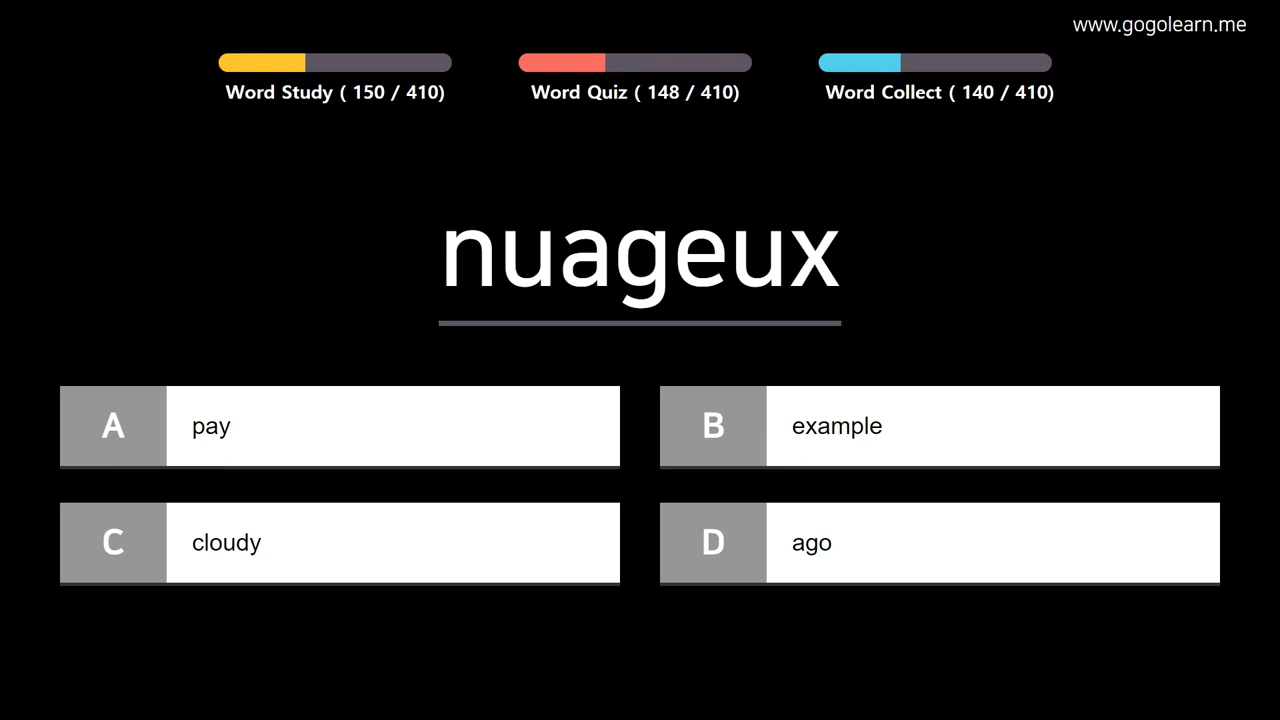 www.gogolearn.me
Word Study ( 150 / 410)
Word Quiz ( 148 / 410)
Word Collect ( 140 / 410)
nuageux
A pay
B example
C cloudy
D ago